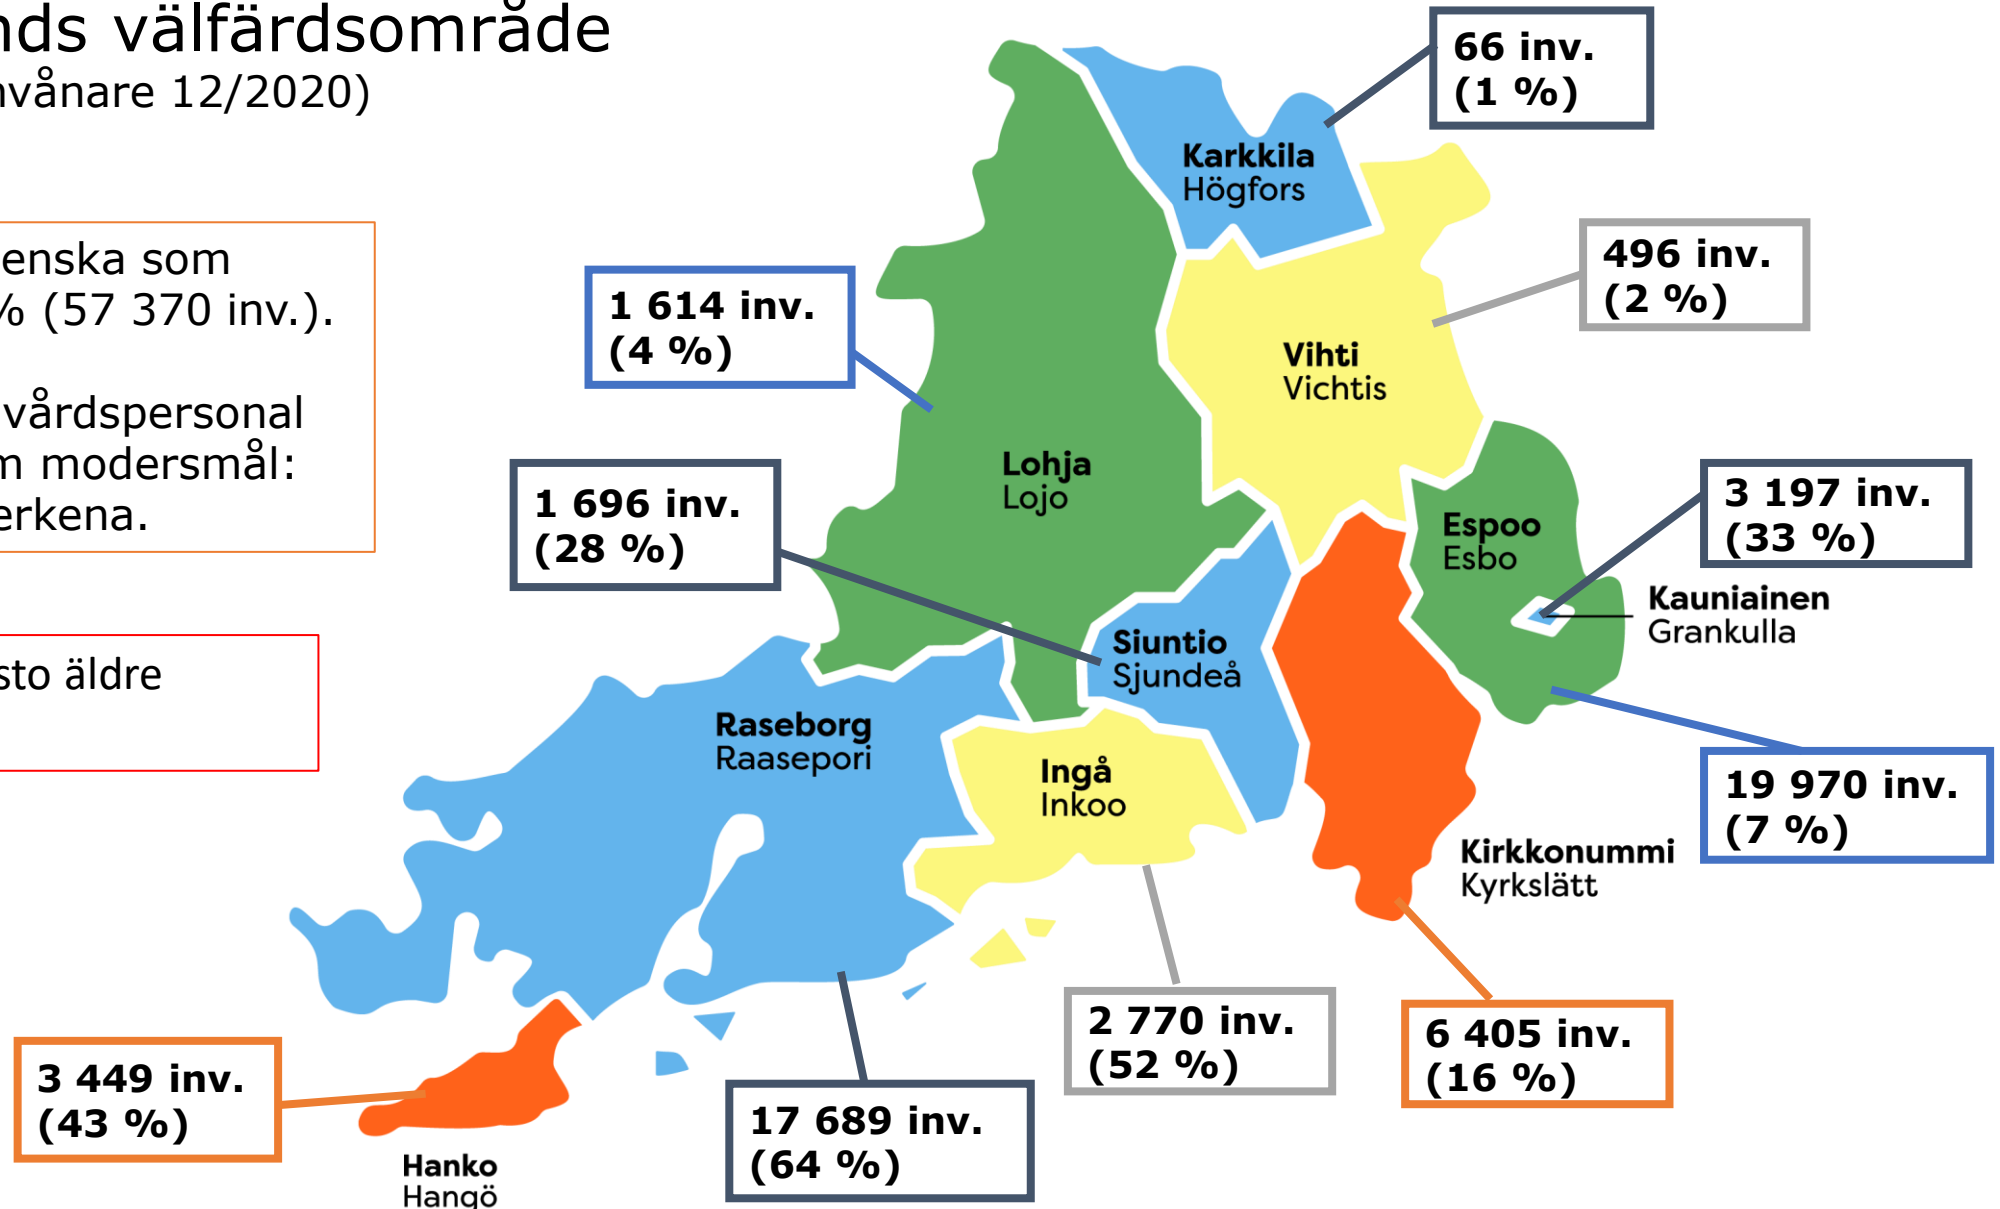 nds välfärdsområde
nvånare 12/2020)
enska som
% (57 370 inv.).
vårdspersonal
m modersmål:
erkena.
sto äldre
66 inv.
(1 %)
Karkkila
Högfors
496 inv.
(2 %)
1 614 inv.
(4 %)
Vihti
Vichtis
Lohja
Lojo
1 696 inv.
(28 %)
3 197 inv.
(33 %)
Espoo
Esbo
Kauniainen
Grankulla
Siuntio
Sjundeå
Raseborg
Raasepori
Ingå
Inkoo
19 970 inv.
(7 %)
Kirkkonummi
Kyrkslätt
2 770 inv.
(52 %)
6 405 inv.
(16 %)
3 449 inv.
(43 %)
17 689 inv.
(64 %)
Hanko
Hangö